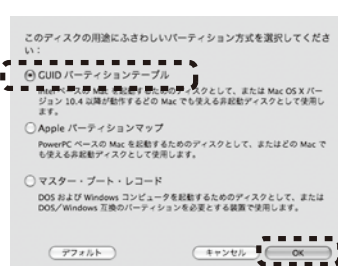 このディスクの用途にふさわしいパーティション方式を選択してくださ
い：
GUID パーティションテーブル
Intel ベースの Mac を起動するためのディスクとして、または Mac OS X バー
ジョン 10.4 以降が動作するどの Mac でも使える非起動ディスクとして使用し
ます。
Apple パーティションマップ
PowerPC ベースの Mac を起動するためのディスクとして、またはどの Mac で
も使える非起動ディスクとして使用します。
マスター・ブート・レコード
DOS および Windows コンピュータを起動するためのディスクとして、または
DOS／Windows 互換のパーティションを必要とする装置で使用します。
デフォルト キャンセル OK